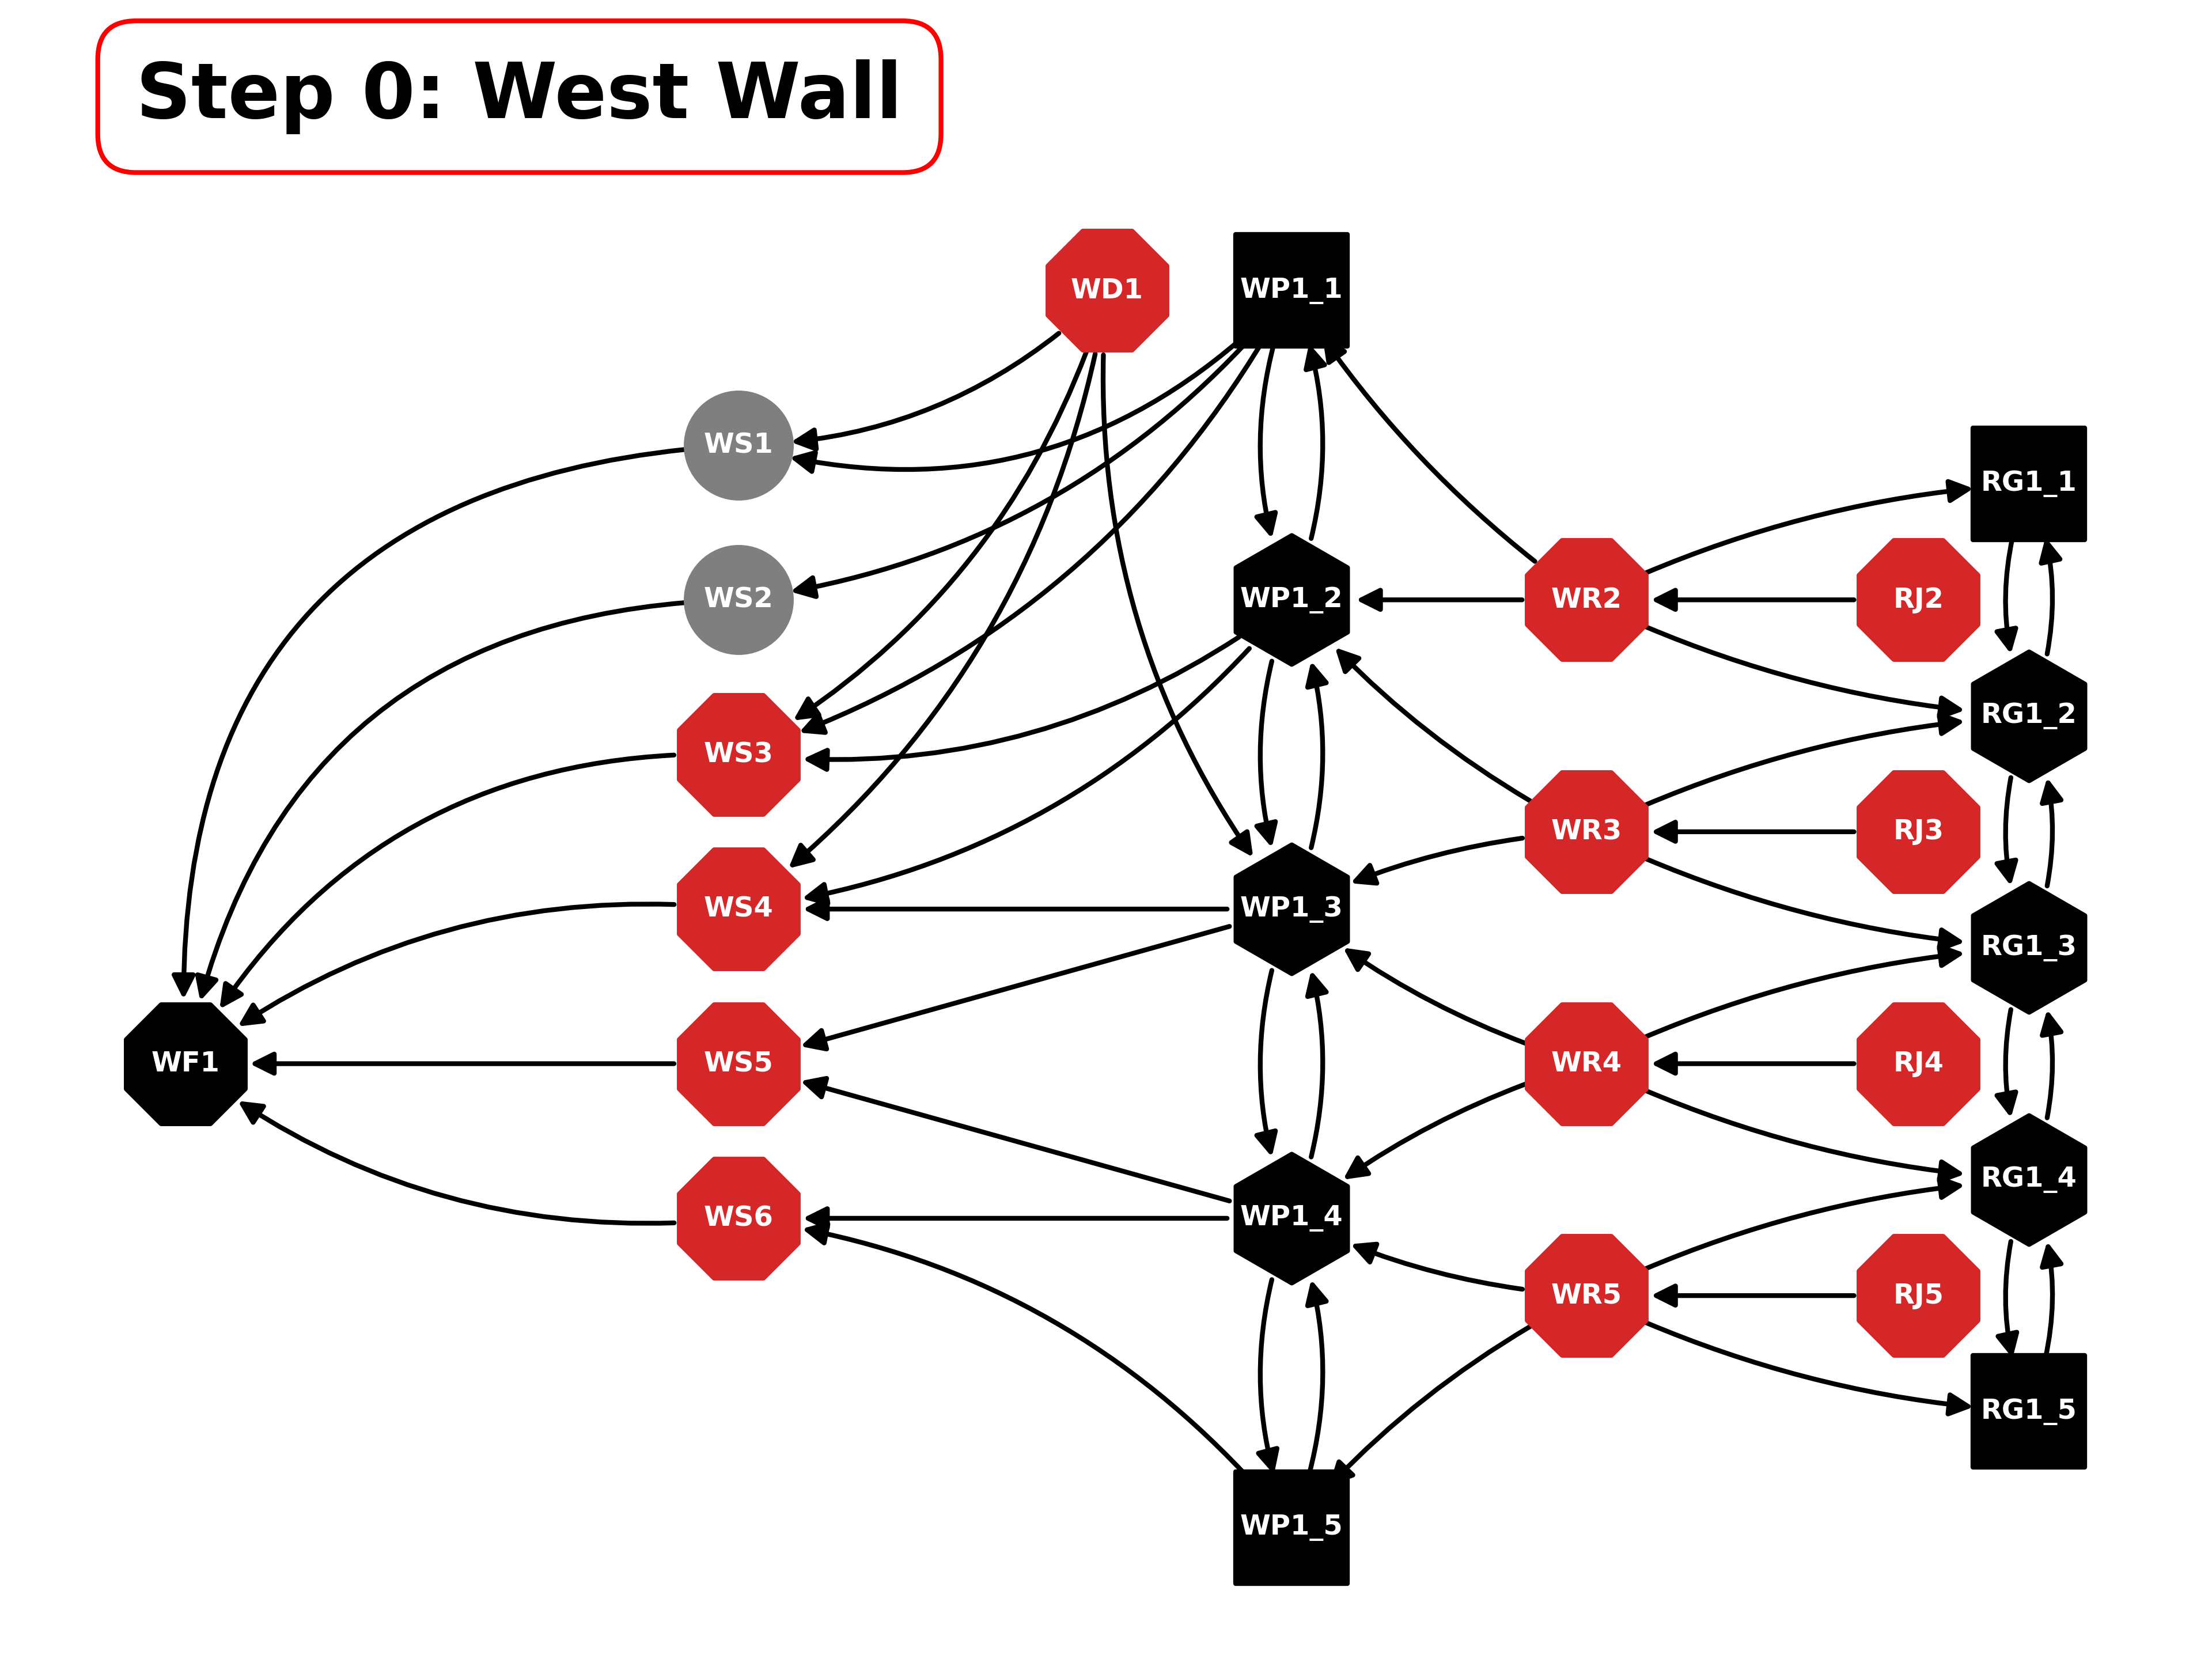 Step 0: West Wall
WD1
WP1_1
WS1
RG1_1
WS2
WP1_2
WR2
RJ2
RG1_2
WS3
WR3
RJ3
WS4
WP1_3
RG1_3
WF1
WS5
WR4
RJ4
RG1_4
WS6
WP1_4
WR5
RJ5
RG1_5
WP1_5